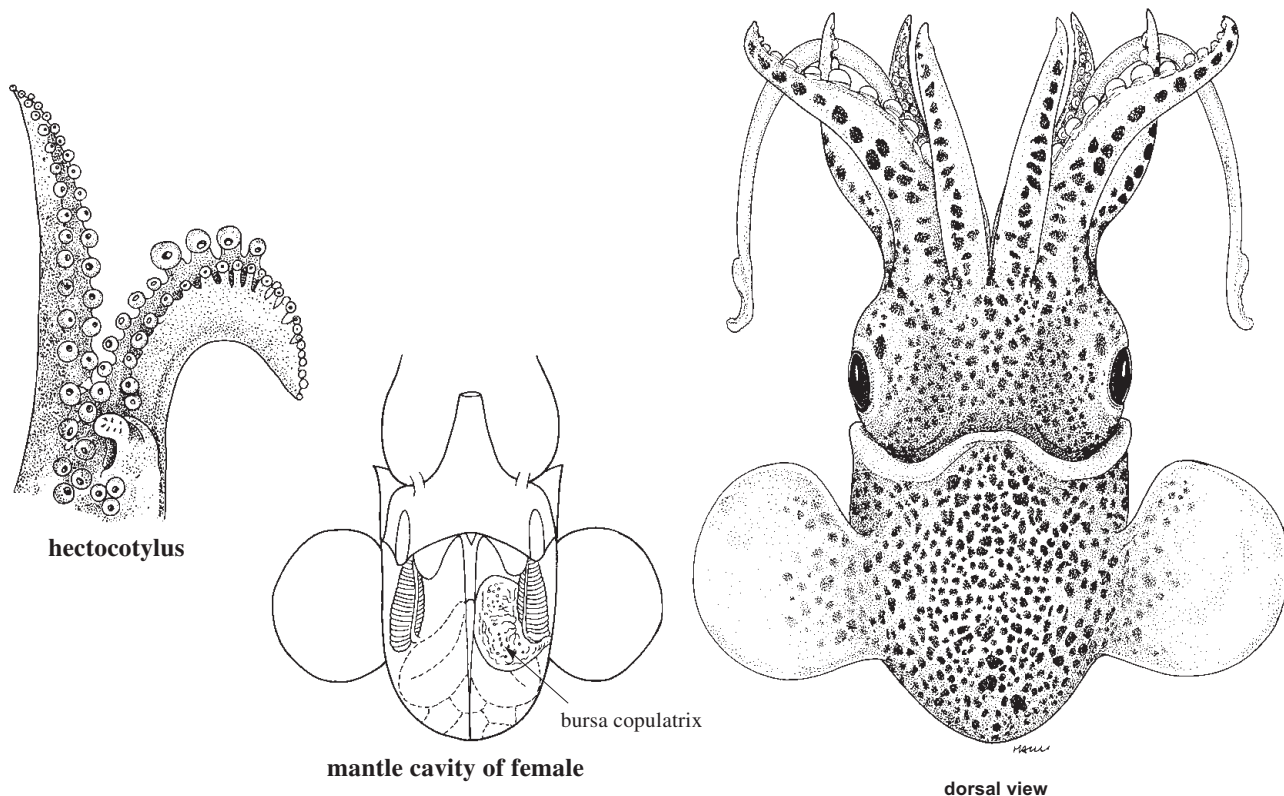 hectocotylus
bursa copulatrix
mantle cavity of female
dorsal view